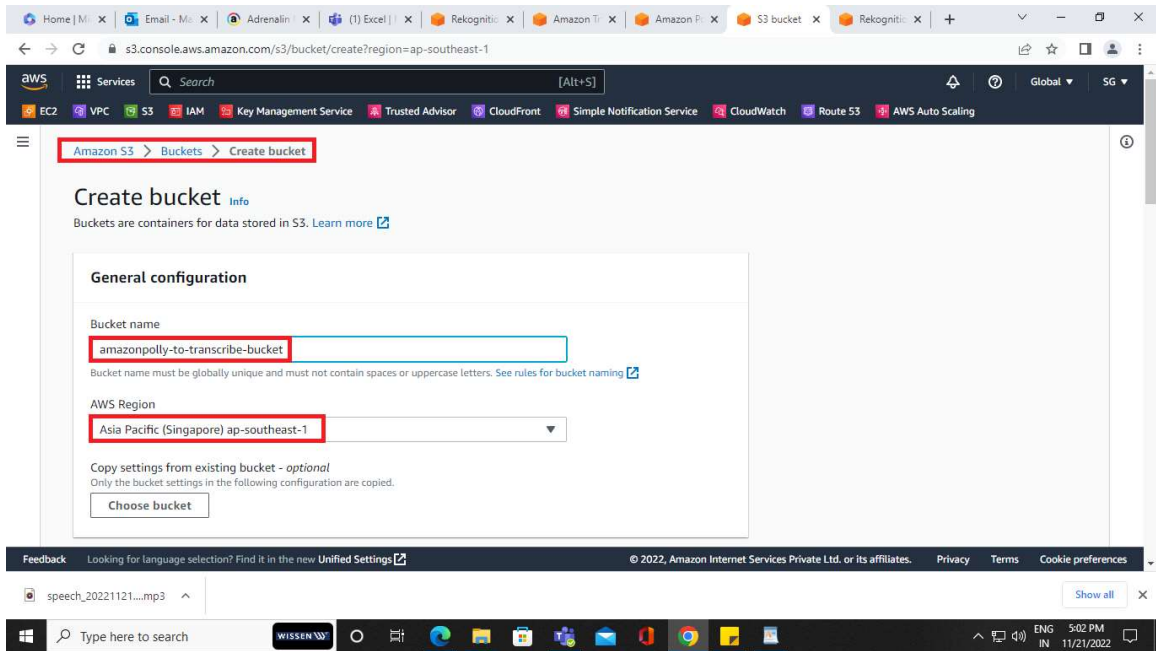 Home | Mi
Email - Ma
Adrenalin
(1) Excel |
Rekognitic
Amazon Tr
Amazon Po
S3 bucket
Rekognitic
s3.console.aws.amazon.com/s3/bucket/create?region=ap-southeast-1
aws Services Search [Alt+S] Global SG
EC2 VPC S3 IAM Key Management Service Trusted Advisor CloudFront Simple Notification Service CloudWatch Route 53 AWS Auto Scaling
Amazon S3 > Buckets > Create bucket
Create bucket Info
Buckets are containers for data stored in S3. Learn more
General configuration
Bucket name
amazonpolly-to-transcribe-bucket
Bucket name must be globally unique and must not contain spaces or uppercase letters. See rules for bucket naming
AWS Region
Asia Pacific (Singapore) ap-southeast-1
Copy settings from existing bucket - optional
Only the bucket settings in the following configuration are copied.
Choose bucket
Feedback Looking for language selection? Find it in the new Unified Settings © 2022, Amazon Internet Services Private Ltd. or its affiliates. Privacy Terms Cookie preferences
speech_20221121....mp3 Show all
Type here to search WISSEN ENG 5:02 PM
IN 11/21/2022